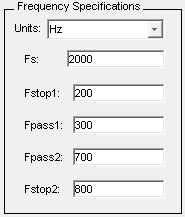 Frequency Specifications
Units: Hz
Fs: 2000
Fstop1: 200
Fpass1: 300
Fpass2: 700
Fstop2: 800